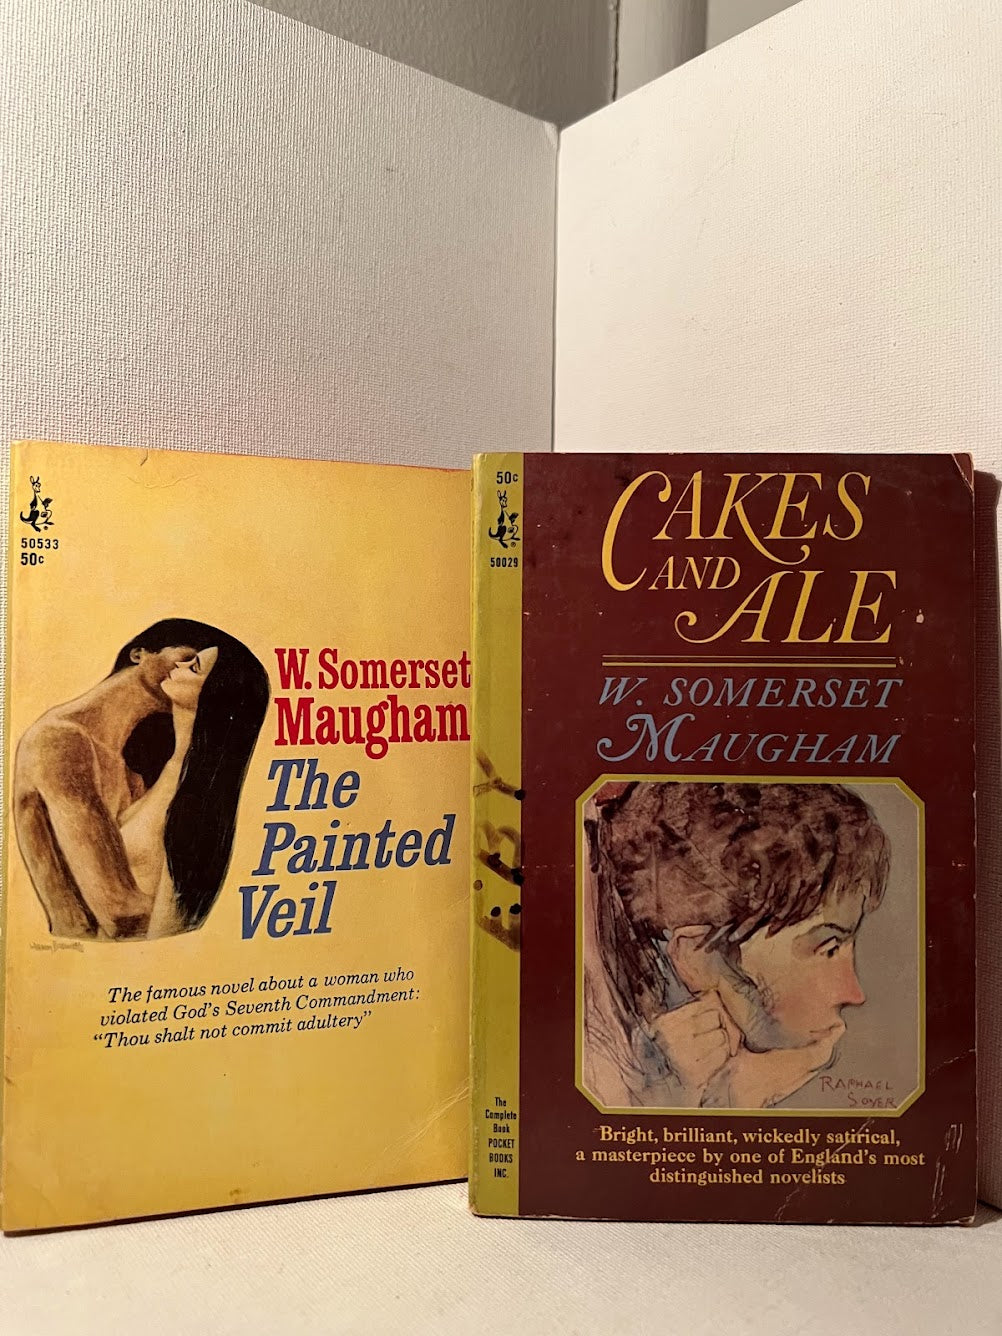 50533
50c
W. Somerset
Maugham
The
Painted
Veil
The famous novel about a woman who
violated God's Seventh Commandment:
“Thou shalt not commit adultery”
50c
50029
The
Complete
Book
POCKET
BOOKS
INC.
CAKES
AND
ALE
W. SOMERSET
MAUGHAM
RAPHAEL
SOYER
Bright, brilliant, wickedly satirical,
a masterpiece by one of England's most
distinguished novelists